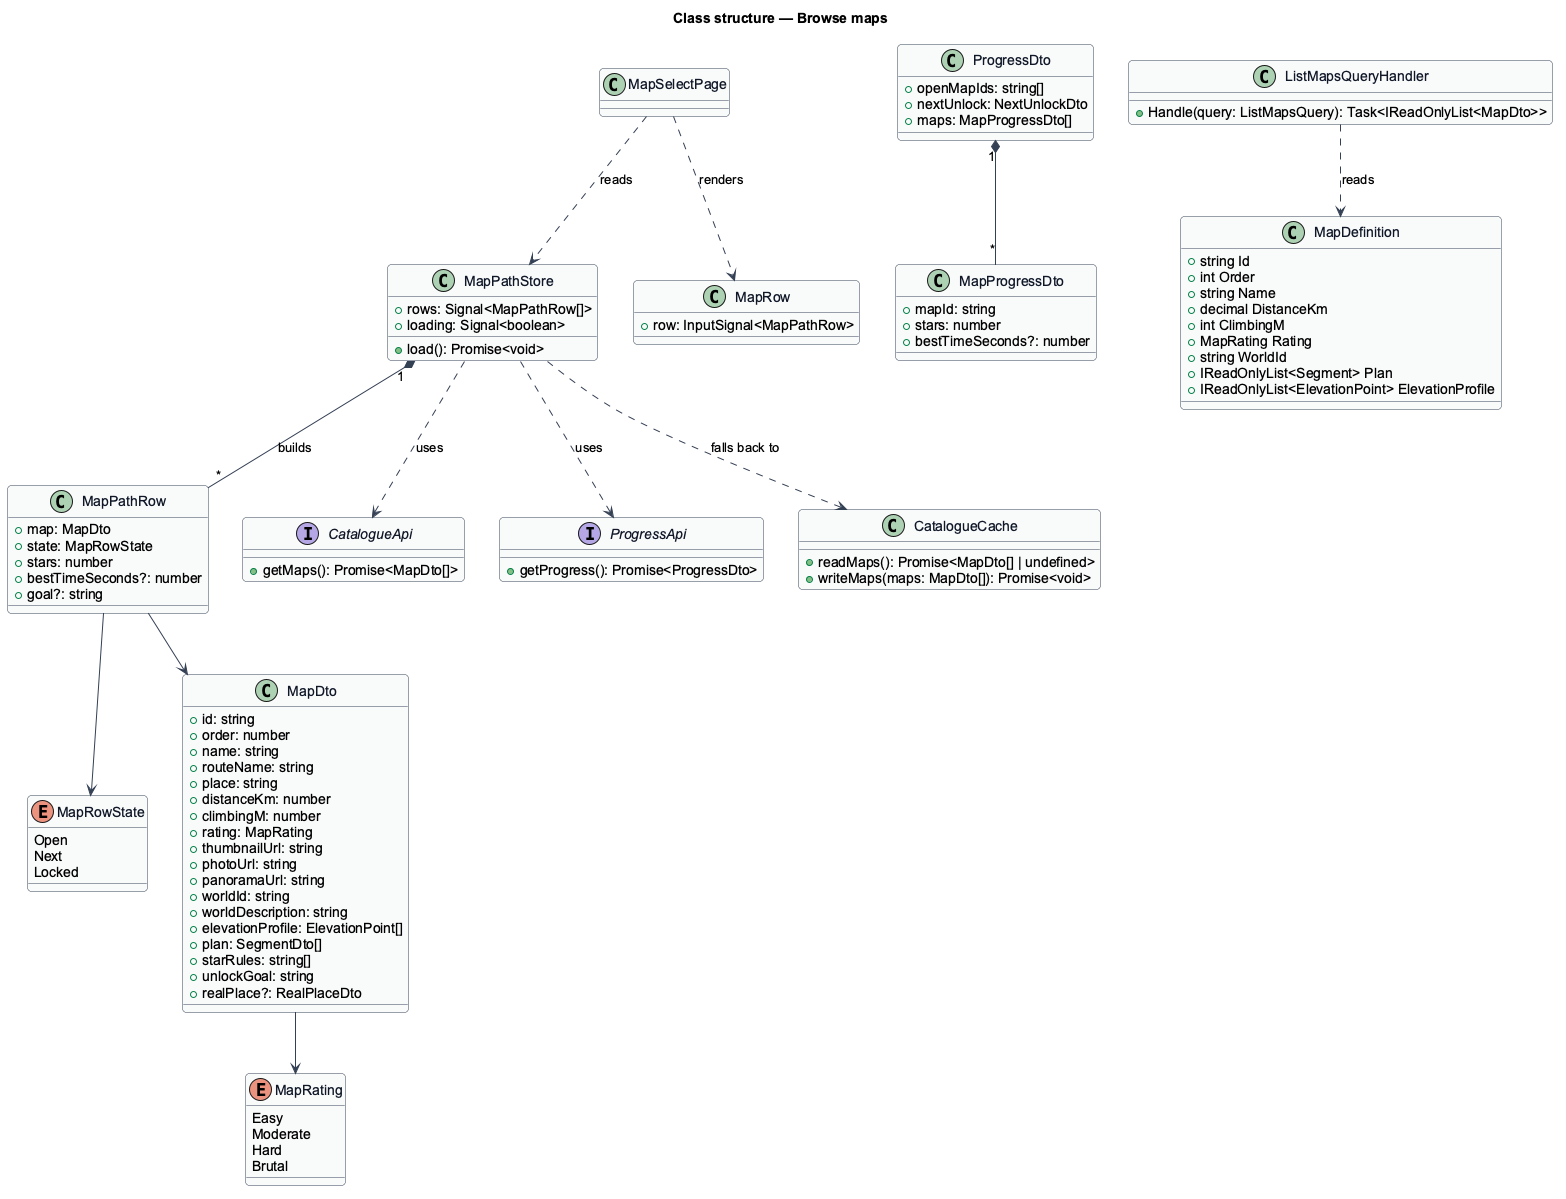 Class structure — Browse maps
C MapSelectPage
C ProgressDto
openMapIds: string[]
nextUnlock: NextUnlockDto
maps: MapProgressDto[]
C ListMapsQueryHandler
Handle(query: ListMapsQuery): Task<IReadOnlyList<MapDto>>
reads
renders
1
*
reads
C MapPathStore
rows: Signal<MapPathRow[]>
loading: Signal<boolean>
load(): Promise<void>
C MapRow
row: InputSignal<MapPathRow>
C MapProgressDto
mapId: string
stars: number
bestTimeSeconds?: number
C MapDefinition
string Id
int Order
string Name
decimal DistanceKm
int ClimbingM
MapRating Rating
string WorldId
IReadOnlyList<Segment> Plan
IReadOnlyList<ElevationPoint> ElevationProfile
1
builds
*
uses
uses
falls back to
C MapPathRow
map: MapDto
state: MapRowState
stars: number
bestTimeSeconds?: number
goal?: string
I CatalogueApi
getMaps(): Promise<MapDto[]>
I ProgressApi
getProgress(): Promise<ProgressDto>
C CatalogueCache
readMaps(): Promise<MapDto[] | undefined>
writeMaps(maps: MapDto[]): Promise<void>
E MapRowState
Open
Next
Locked
C MapDto
id: string
order: number
name: string
routeName: string
place: string
distanceKm: number
climbingM: number
rating: MapRating
thumbnailUrl: string
photoUrl: string
panoramaUrl: string
worldId: string
worldDescription: string
elevationProfile: ElevationPoint[]
plan: SegmentDto[]
starRules: string[]
unlockGoal: string
realPlace?: RealPlaceDto
E MapRating
Easy
Moderate
Hard
Brutal